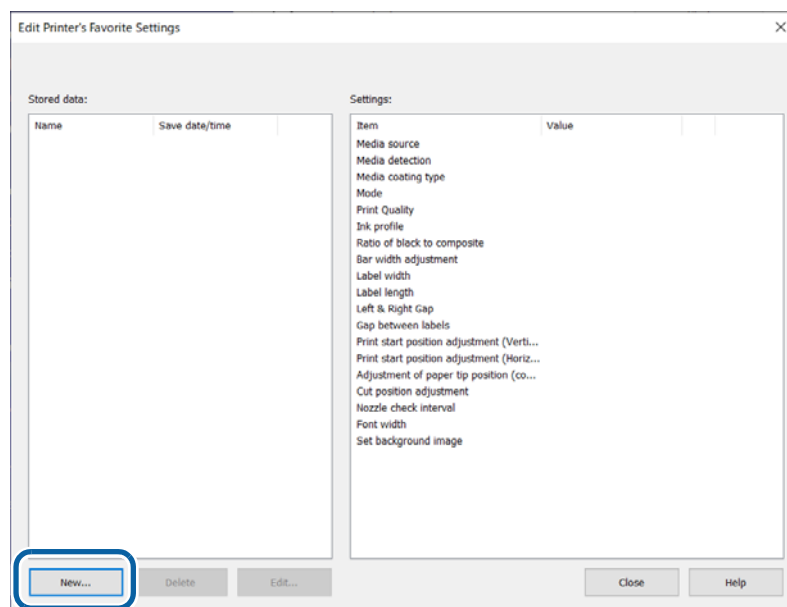 Edit Printer's Favorite Settings
Stored data:
Settings:
Name Save date/time
Item Value
Media source
Media detection
Media coating type
Mode
Print Quality
Ink profile
Ratio of black to composite
Bar width adjustment
Label width
Label length
Left & Right Gap
Gap between labels
Print start position adjustment (Verti...
Print start position adjustment (Horiz...
Adjustment of paper tip position (co...
Cut position adjustment
Nozzle check interval
Font width
Set background image
New... Delete Edit... Close Help